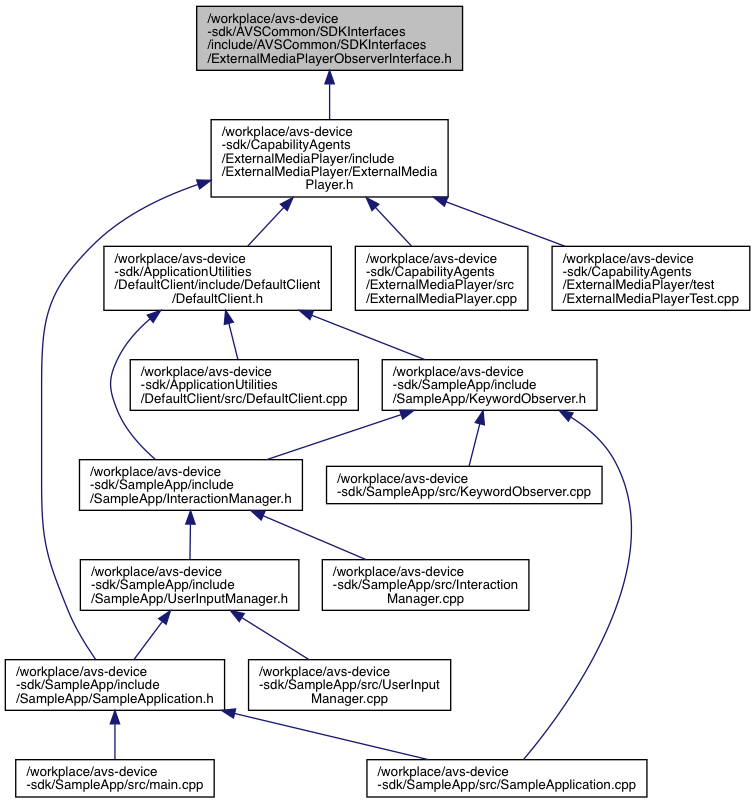 /workplace/avs-device
-sdk/AVSCommon/SDKInterfaces
/include/AVSCommon/SDKInterfaces
/ExternalMediaPlayerObserverInterface.h
/workplace/avs-device
-sdk/CapabilityAgents
/ExternalMediaPlayer/include
/ExternalMediaPlayer/ExternalMedia
Player.h
/workplace/avs-device
-sdk/ApplicationUtilities
/DefaultClient/include/DefaultClient
/DefaultClient.h
/workplace/avs-device
-sdk/CapabilityAgents
/ExternalMediaPlayer/src
/ExternalMediaPlayer.cpp
/workplace/avs-device
-sdk/CapabilityAgents
/ExternalMediaPlayer/test
/ExternalMediaPlayerTest.cpp
/workplace/avs-device
-sdk/ApplicationUtilities
/DefaultClient/src/DefaultClient.cpp
/workplace/avs-device
-sdk/SampleApp/include
/SampleApp/KeywordObserver.h
/workplace/avs-device
-sdk/SampleApp/include
/SampleApp/InteractionManager.h
/workplace/avs-device
-sdk/SampleApp/src/KeywordObserver.cpp
/workplace/avs-device
-sdk/SampleApp/include
/SampleApp/UserInputManager.h
/workplace/avs-device
-sdk/SampleApp/src/Interaction
Manager.cpp
/workplace/avs-device
-sdk/SampleApp/include
/SampleApp/SampleApplication.h
/workplace/avs-device
-sdk/SampleApp/src/UserInput
Manager.cpp
/workplace/avs-device
-sdk/SampleApp/src/main.cpp
/workplace/avs-device
-sdk/SampleApp/src/SampleApplication.cpp